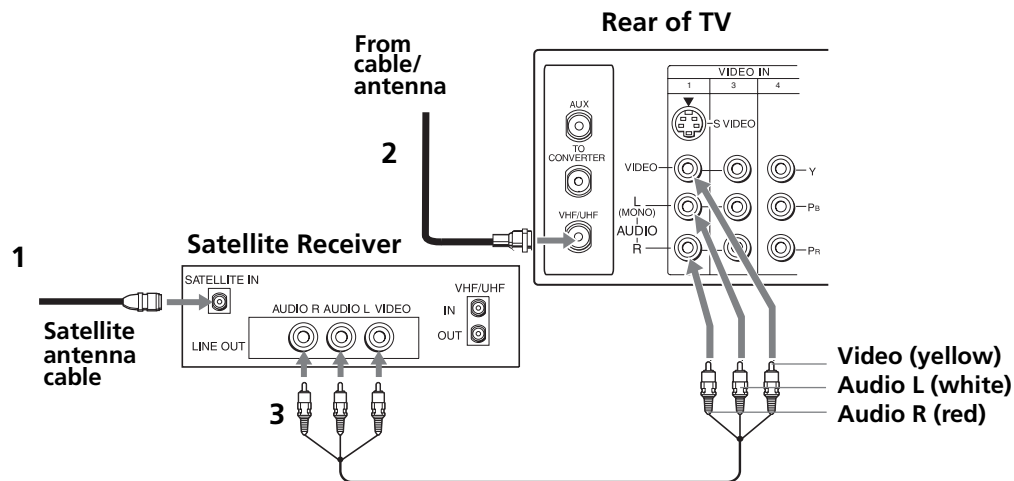 Rear of TV
From
cable/
antenna
2
VIDEO IN
1
3
4
AUX
S VIDEO
TO
CONVERTER
VIDEO
Y
L
(MONO)
PB
AUDIO
VHF/UHF
R
PR
1
Satellite Receiver
SATELLITE IN
VHF/UHF
AUDIO R AUDIO L VIDEO
IN
OUT
LINE OUT
Satellite
antenna
cable
3
Video (yellow)
Audio L (white)
Audio R (red)